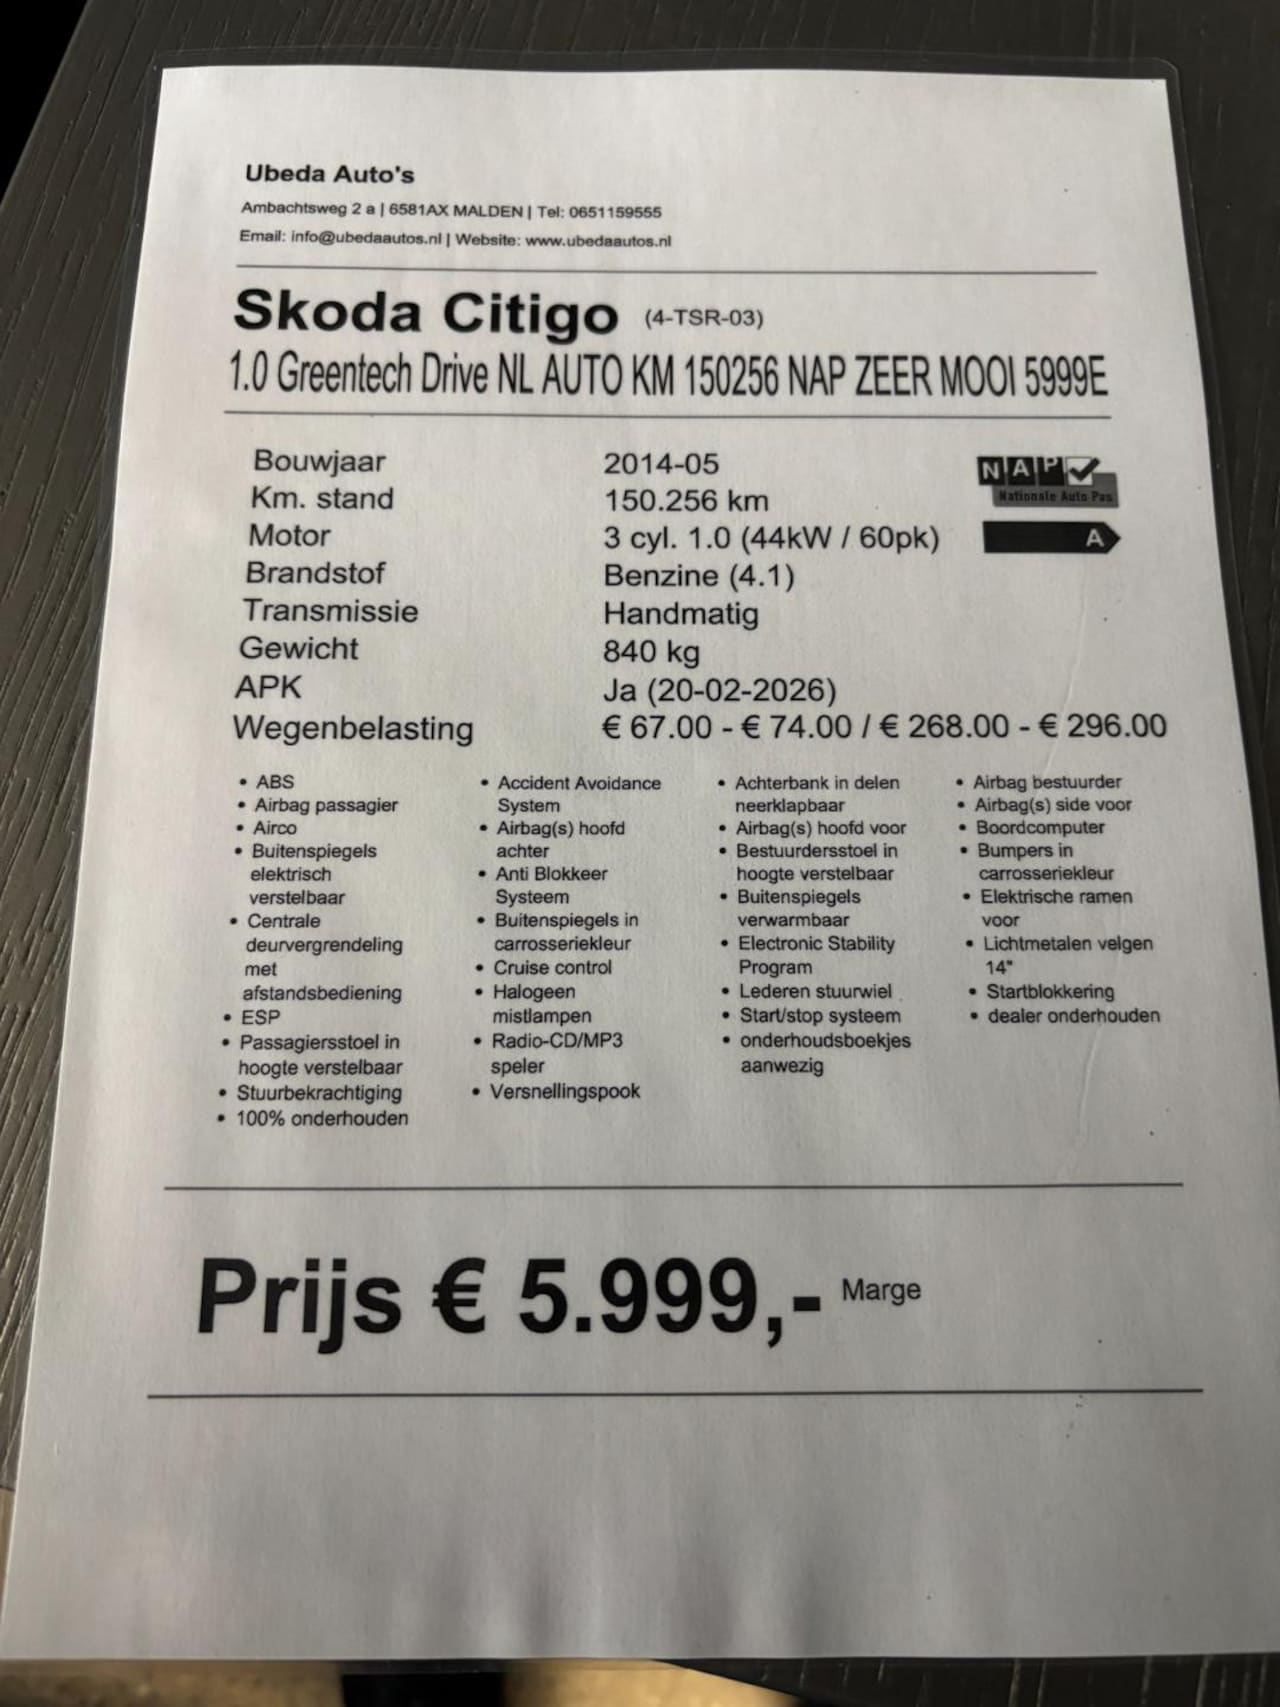 Ubeda Auto's
Ambachtsweg 2 a | 6581AX MALDEN | Tel: 0651159555
Email: info@ubedaautos.nl | Website: www.ubedaautos.nl
Skoda Citigo (4-TSR-03)
1.0 Greentech Drive NL AUTO KM 150256 NAP ZEER MOOI 5999E
Bouwjaar 2014-05
Km. stand 150.256 km
Motor 3 cyl. 1.0 (44kW / 60pk)
Brandstof Benzine (4.1)
Transmissie Handmatig
Gewicht 840 kg
APK Ja (20-02-2026)
Wegenbelasting € 67.00 - € 74.00 / € 268.00 - € 296.00
NAP
Nationale Auto Pas
A
• ABS
• Airbag passagier
• Airco
• Buitenspiegels
elektrisch
verstelbaar
• Centrale
deurvergrendeling
met
afstandsbediening
• ESP
• Passagiersstoel in
hoogte verstelbaar
• Stuurbekrachtiging
• 100% onderhouden
• Accident Avoidance
System
• Airbag(s) hoofd
achter
• Anti Blokkeer
Systeem
• Buitenspiegels in
carrosseriekleur
• Cruise control
• Halogeen
mistlampen
• Radio-CD/MP3
speler
• Versnellingspook
• Achterbank in delen
neerklapbaar
• Airbag(s) hoofd voor
• Bestuurdersstoel in
hoogte verstelbaar
• Buitenspiegels
verwarmbaar
• Electronic Stability
Program
• Lederen stuurwiel
• Start/stop systeem
• onderhoudsboekjes
aanwezig
• Airbag bestuurder
• Airbag(s) side voor
• Boordcomputer
• Bumpers in
carrosseriekleur
• Elektrische ramen
voor
• Lichtmetalen velgen
14"
• Startblokkering
• dealer onderhouden
Prijs € 5.999,- Marge